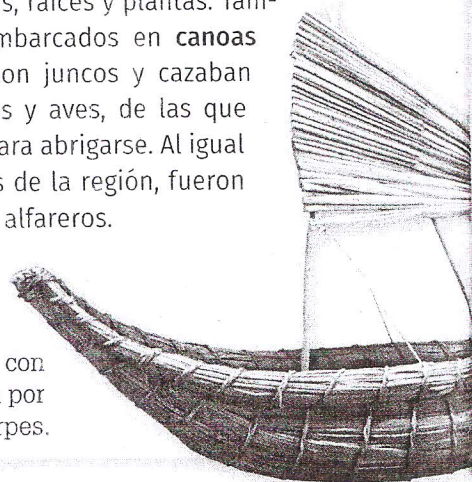 s, raíces y plantas. Tam-
mbarcados en canoas
on juncos y cazaban
s y aves, de las que
ara abrigarse. Al igual
s de la región, fueron
alfareros.
con
por
rpes.